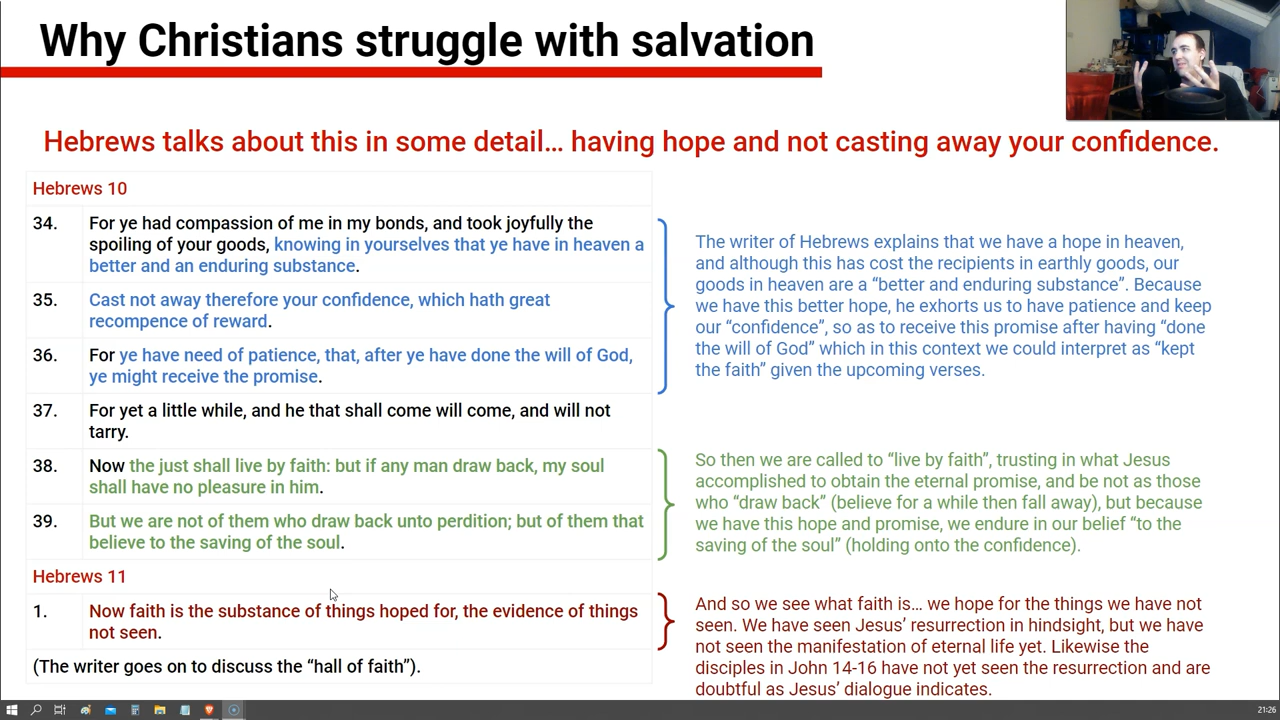 Why Christians struggle with salvation
Hebrews talks about this in some detail... having hope and not casting away your confidence.
Hebrews 10
34. For ye had compassion of me in my bonds, and took joyfully the
spoiling of your goods, knowing in yourselves that ye have in heaven a
better and an enduring substance.
35. Cast not away therefore your confidence, which hath great
recompence of reward.
36. For ye have need of patience, that, after ye have done the will of God,
ye might receive the promise.
37. For yet a little while, and he that shall come will come, and will not
tarry.
38. Now the just shall live by faith: but if any man draw back, my soul
shall have no pleasure in him.
39. But we are not of them who draw back unto perdition; but of them that
believe to the saving of the soul.
Hebrews 11
1. Now faith is the substance of things hoped for, the evidence of things
not seen.
(The writer goes on to discuss the “hall of faith”).
The writer of Hebrews explains that we have a hope in heaven,
and although this has cost the recipients in earthly goods, our
goods in heaven are a “better and enduring substance”. Because
we have this better hope, he exhorts us to have patience and keep
our “confidence”, so as to receive this promise after having “done
the will of God” which in this context we could interpret as “kept
the faith” given the upcoming verses.
So then we are called to “live by faith”, trusting in what Jesus
accomplished to obtain the eternal promise, and be not as those
who “draw back” (believe for a while then fall away), but because
we have this hope and promise, we endure in our belief “to the
saving of the soul” (holding onto the confidence).
And so we see what faith is... we hope for the things we have not
seen. We have seen Jesus’ resurrection in hindsight, but we have
not seen the manifestation of eternal life yet. Likewise the
disciples in John 14-16 have not yet seen the resurrection and are
doubtful as Jesus’ dialogue indicates.
21:26